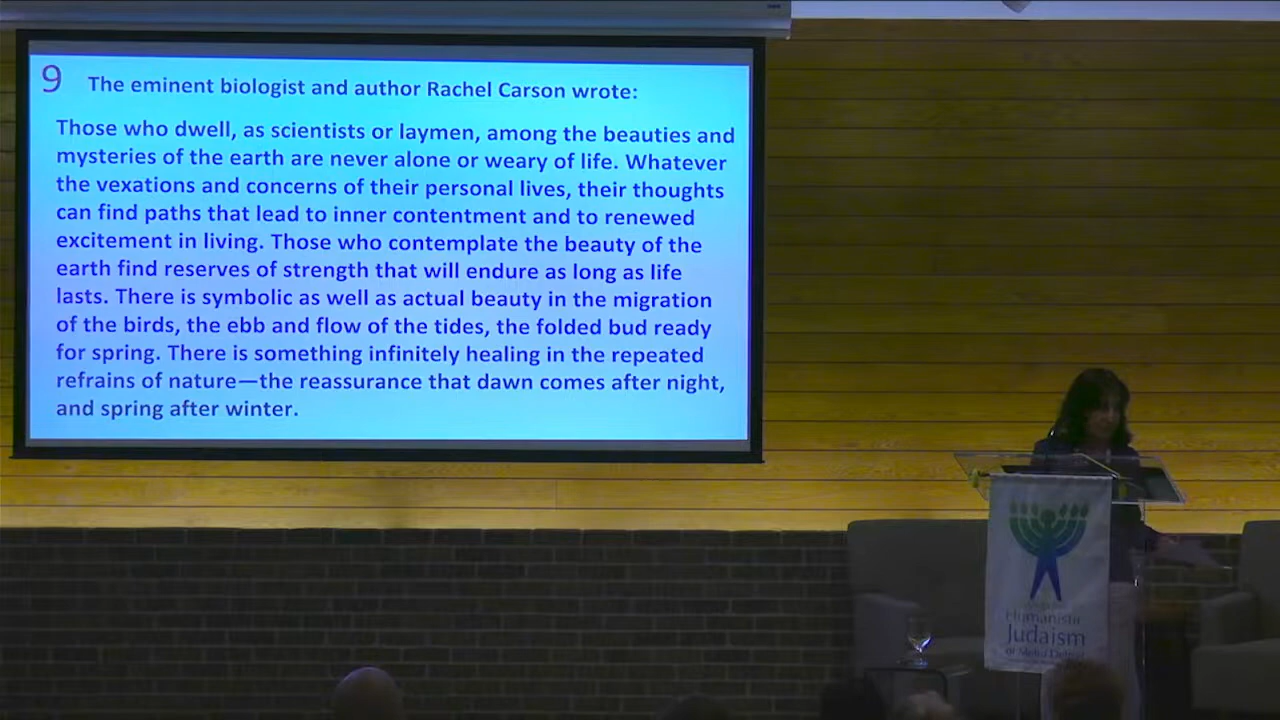 9 The eminent biologist and author Rachel Carson wrote:
Those who dwell, as scientists or laymen, among the beauties and
mysteries of the earth are never alone or weary of life. Whatever
the vexations and concerns of their personal lives, their thoughts
can find paths that lead to inner contentment and to renewed
excitement in living. Those who contemplate the beauty of the
earth find reserves of strength that will endure as long as life
lasts. There is symbolic as well as actual beauty in the migration
of the birds, the ebb and flow of the tides, the folded bud ready
for spring. There is something infinitely healing in the repeated
refrains of nature—the reassurance that dawn comes after night,
and spring after winter.
Humanistic
Judaism
of Metro Detroit